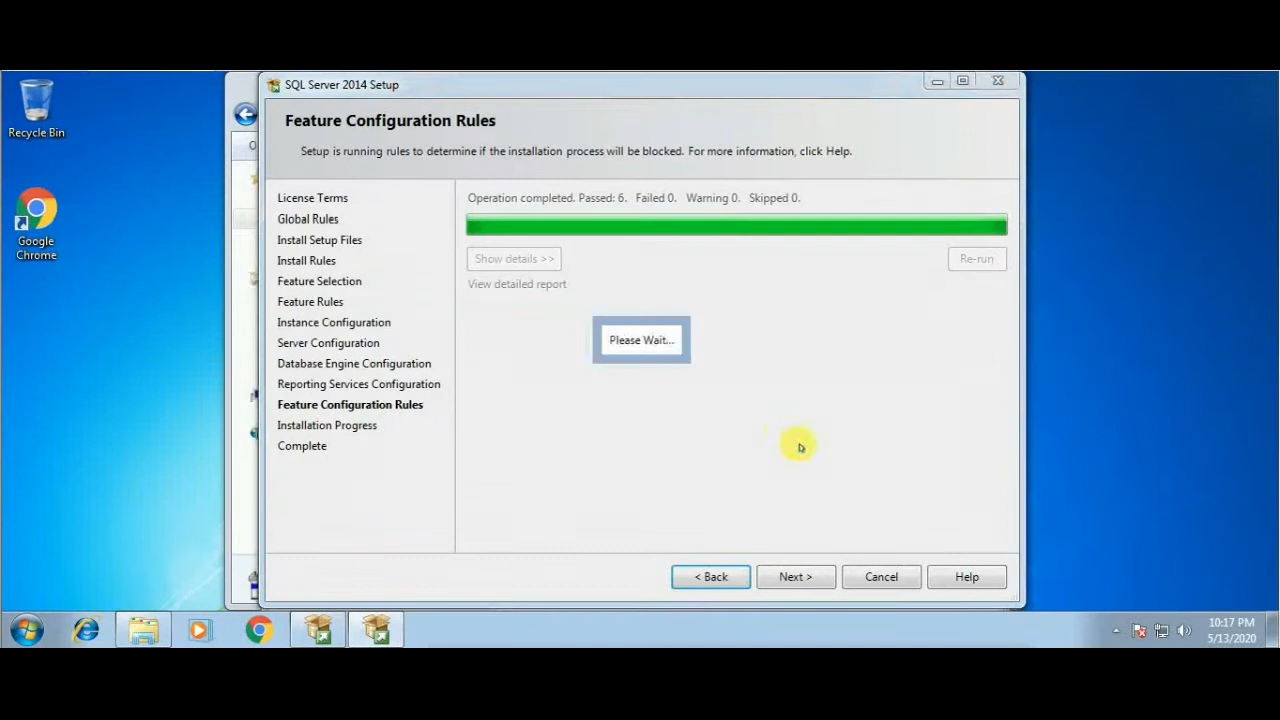 Recycle Bin
Google
Chrome
SQL Server 2014 Setup
Feature Configuration Rules
Setup is running rules to determine if the installation process will be blocked. For more information, click Help.
License Terms
Global Rules
Install Setup Files
Install Rules
Feature Selection
Feature Rules
Instance Configuration
Server Configuration
Database Engine Configuration
Reporting Services Configuration
Feature Configuration Rules
Installation Progress
Complete
Operation completed. Passed: 6. Failed 0. Warning 0. Skipped 0.
Show details >>
Re-run
View detailed report
Please Wait...
< Back
Next >
Cancel
Help
10:17 PM
5/13/2020